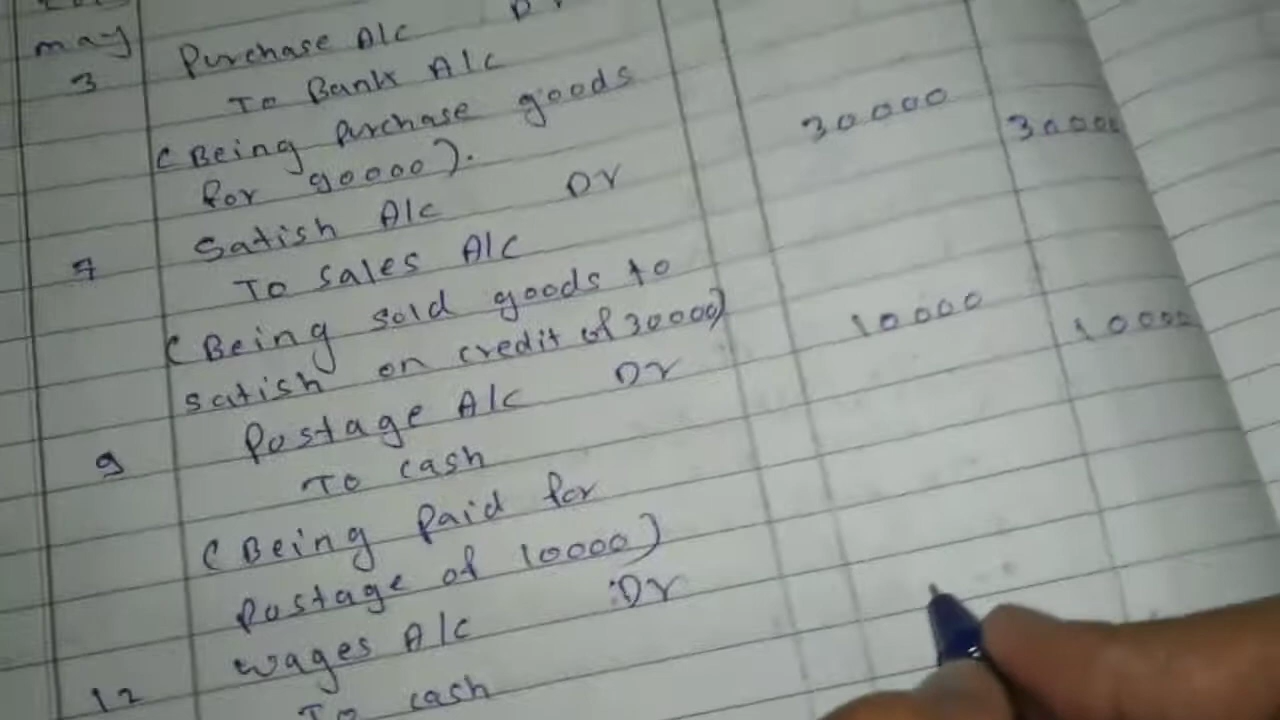 may
3 Purchase A/c Dr
To Bank A/c
(Being purchase goods
for 90000).
7 Satish A/c Dr 30000 30000
To sales A/c
(Being sold goods to
satish on credit of 30000)
9 Postage A/c Dr 10000 10000
To cash
(Being paid for
postage of 10000)
12 wages A/c Dr
To cash